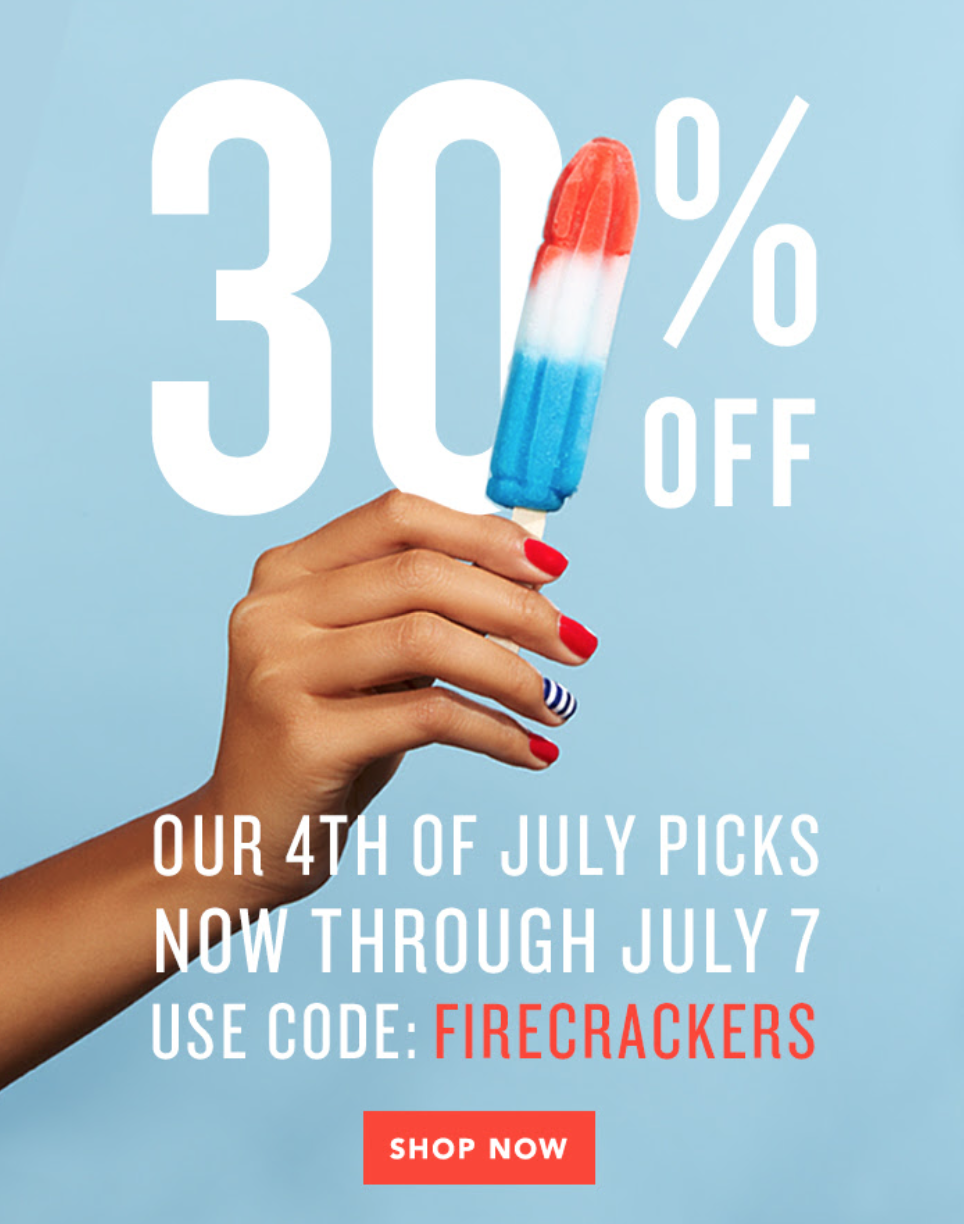 30% OFF
OUR 4TH OF JULY PICKS
NOW THROUGH JULY 7
USE CODE: FIRECRACKERS
SHOP NOW